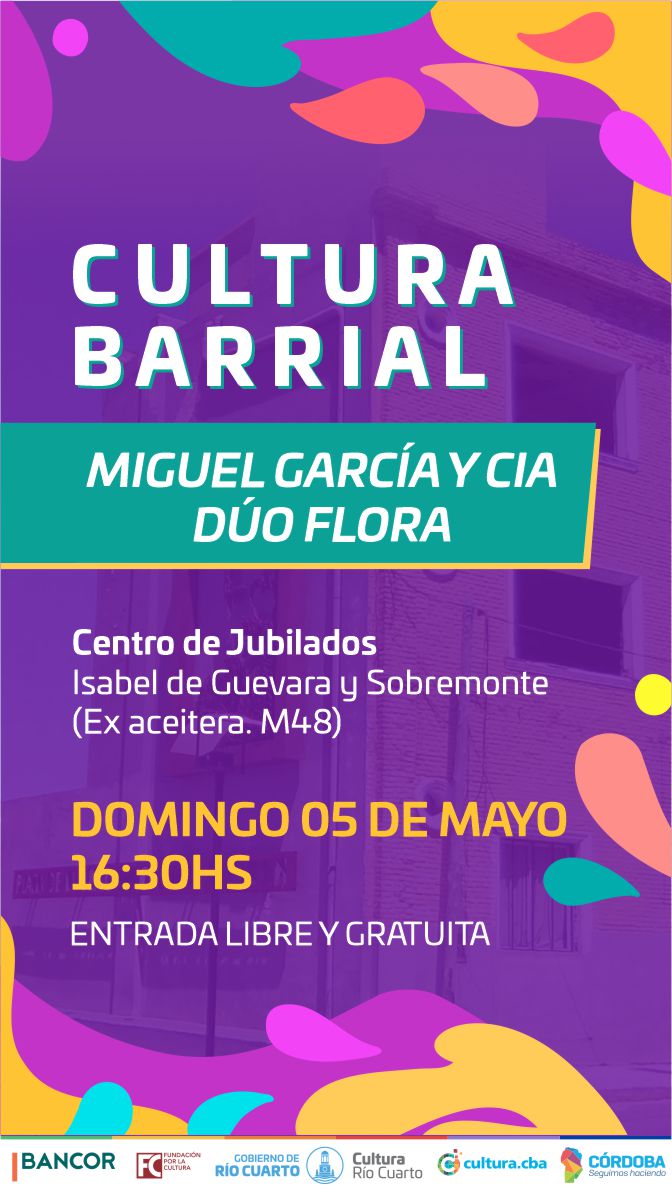 CULTURA
BARRIAL
MIGUEL GARCÍA Y CIA
DÚO FLORA
Centro de Jubilados
Isabel de Guevara y Sobremonte
(Ex aceitera. M48)
DOMINGO 05 DE MAYO
16:30HS
ENTRADA LIBRE Y GRATUITA
BANCOR
FC
FUNDACIÓN
POR LA
CULTURA
GOBIERNO DE
RÍO CUARTO
Cultura
Río Cuarto
cultura.cba
CÓRDOBA
Seguimos haciendo